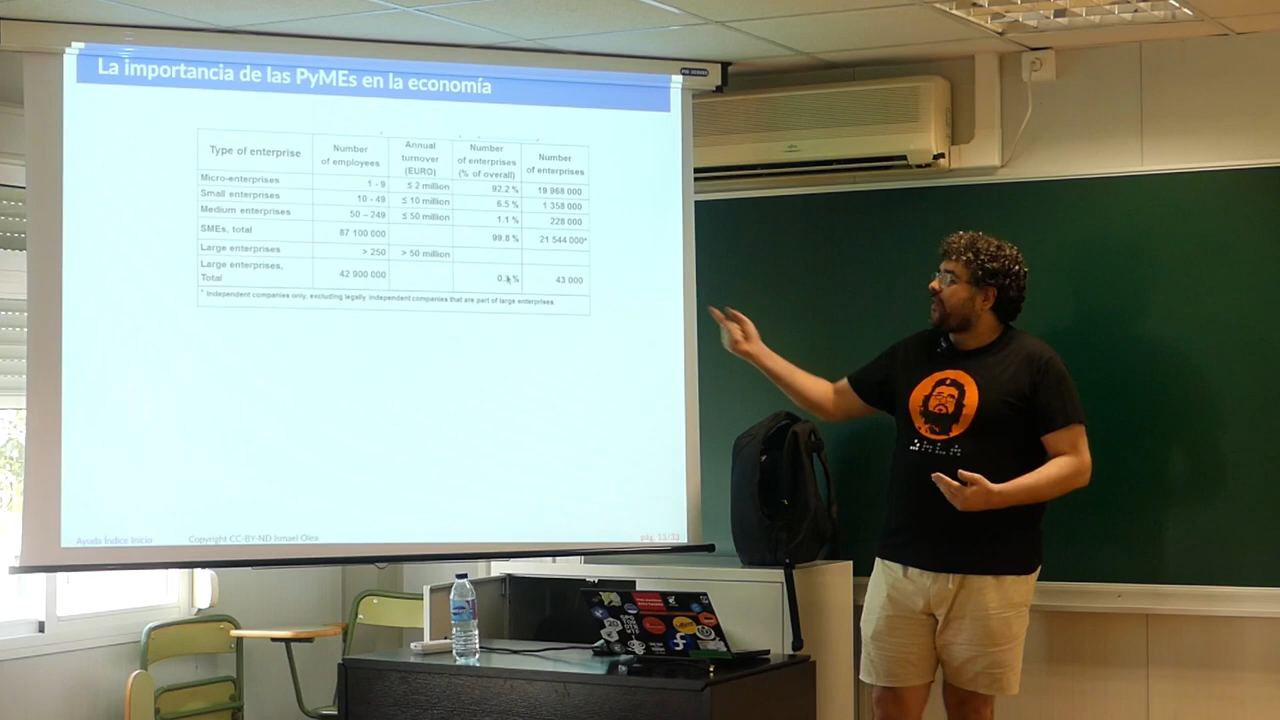 La importancia de las PyMEs en la economía
Type of enterprise | Number of employees | Annual turnover (EURO) | Number of enterprises (% of overall) | Number of enterprises
Micro-enterprises | 1 - 9 | ≤ 2 million | 92.2 % | 19 968 000
Small enterprises | 10 - 49 | ≤ 10 million | 6.5 % | 1 358 000
Medium enterprises | 50 – 249 | ≤ 50 million | 1.1 % | 228 000
SMEs, total | 87 100 000 | 99.8 % | 21 544 000*
Large enterprises | > 250 | > 50 million
Large enterprises, Total | 42 900 000 | 43 000
* Independent companies only, excluding legally independent companies that are part of large enterprises
Ayuda Índice Inicio Copyright CC-BY-ND Ismael Olea pág.